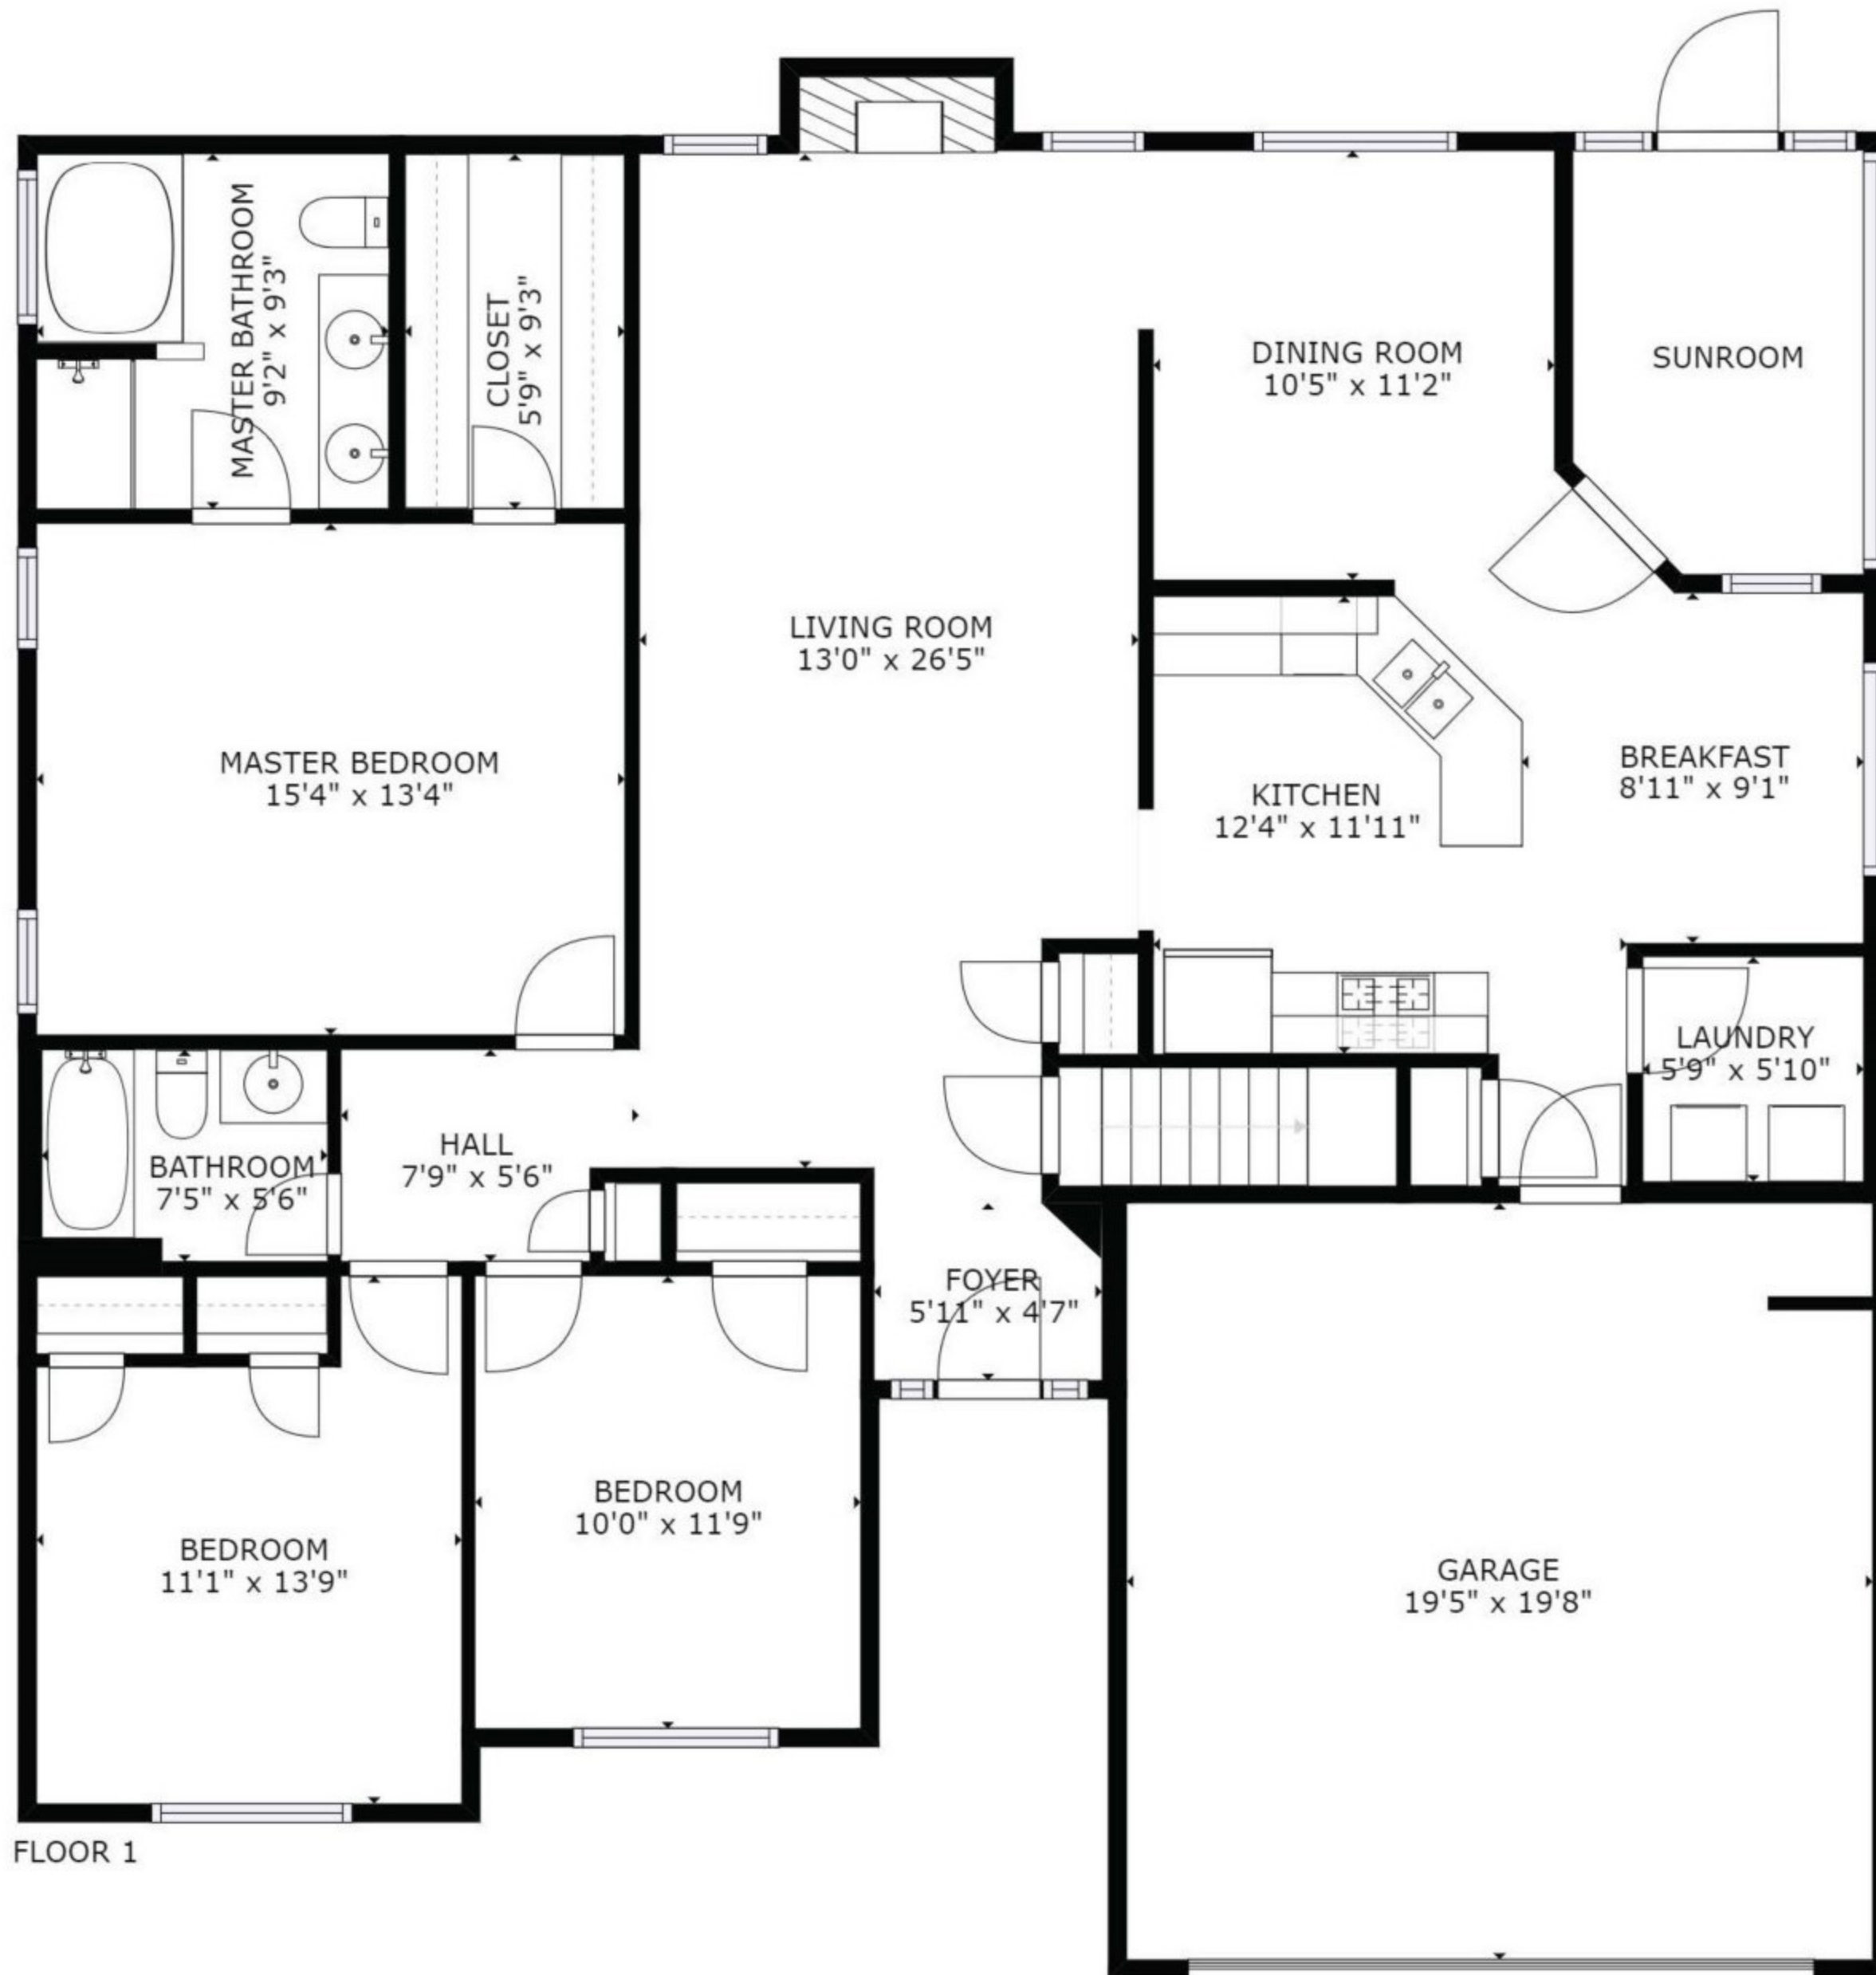 MASTER BATHROOM
9'2" x 9'3"
CLOSET
5'9" x 9'3"
DINING ROOM
10'5" x 11'2"
SUNROOM
LIVING ROOM
13'0" x 26'5"
MASTER BEDROOM
15'4" x 13'4"
KITCHEN
12'4" x 11'11"
BREAKFAST
8'11" x 9'1"
LAUNDRY
5'9" x 5'10"
BATHROOM
7'5" x 5'6"
HALL
7'9" x 5'6"
FOYER
5'11" x 4'7"
BEDROOM
10'0" x 11'9"
BEDROOM
11'1" x 13'9"
GARAGE
19'5" x 19'8"
FLOOR 1